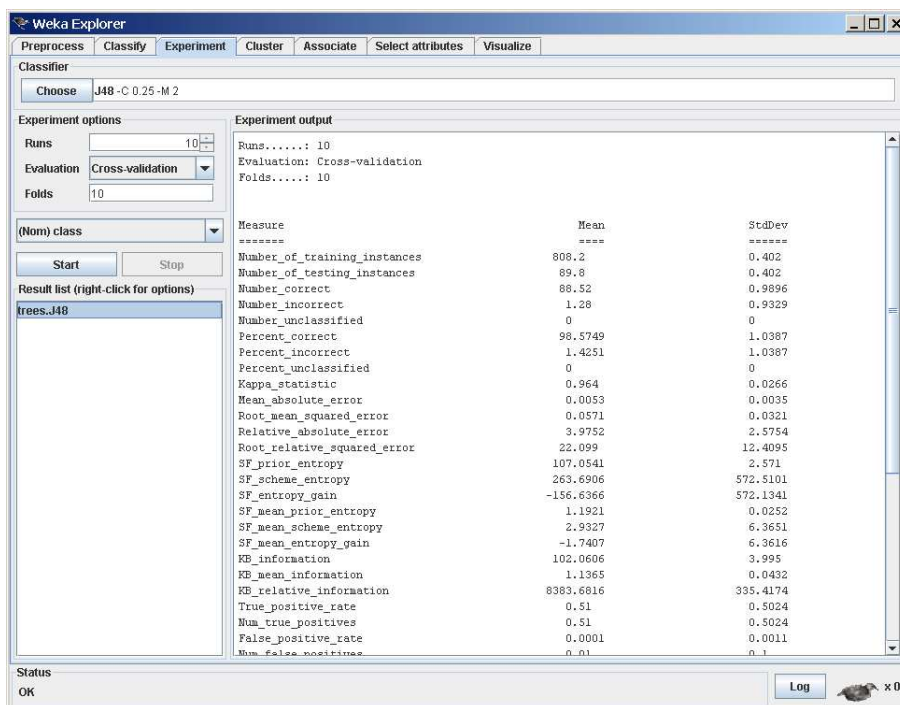 Weka Explorer
Preprocess Classify Experiment Cluster Associate Select attributes Visualize
Classifier
Choose J48 -C 0.25 -M 2
Experiment options
Runs 10
Evaluation Cross-validation
Folds 10
(Nom) class
Start Stop
Result list (right-click for options)
trees.J48
Experiment output
Runs......: 10
Evaluation: Cross-validation
Folds.....: 10
Measure Mean StdDev
======= ==== ======
Number_of_training_instances 808.2 0.402
Number_of_testing_instances 89.8 0.402
Number_correct 88.52 0.9896
Number_incorrect 1.28 0.9329
Number_unclassified 0 0
Percent_correct 98.5749 1.0387
Percent_incorrect 1.4251 1.0387
Percent_unclassified 0 0
Kappa_statistic 0.964 0.0266
Mean_absolute_error 0.0053 0.0035
Root_mean_squared_error 0.0571 0.0321
Relative_absolute_error 3.9752 2.5754
Root_relative_squared_error 22.099 12.4095
SF_prior_entropy 107.0541 2.571
SF_scheme_entropy 263.6906 572.5101
SF_entropy_gain -156.6366 572.1341
SF_mean_prior_entropy 1.1921 0.0252
SF_mean_scheme_entropy 2.9327 6.3651
SF_mean_entropy_gain -1.7407 6.3616
KB_information 102.0606 3.995
KB_mean_information 1.1365 0.0432
KB_relative_information 8383.6816 335.4174
True_positive_rate 0.51 0.5024
Num_true_positives 0.51 0.5024
False_positive_rate 0.0001 0.0011
Num_false_positives 0.01 0.1
Status
OK
Log x 0